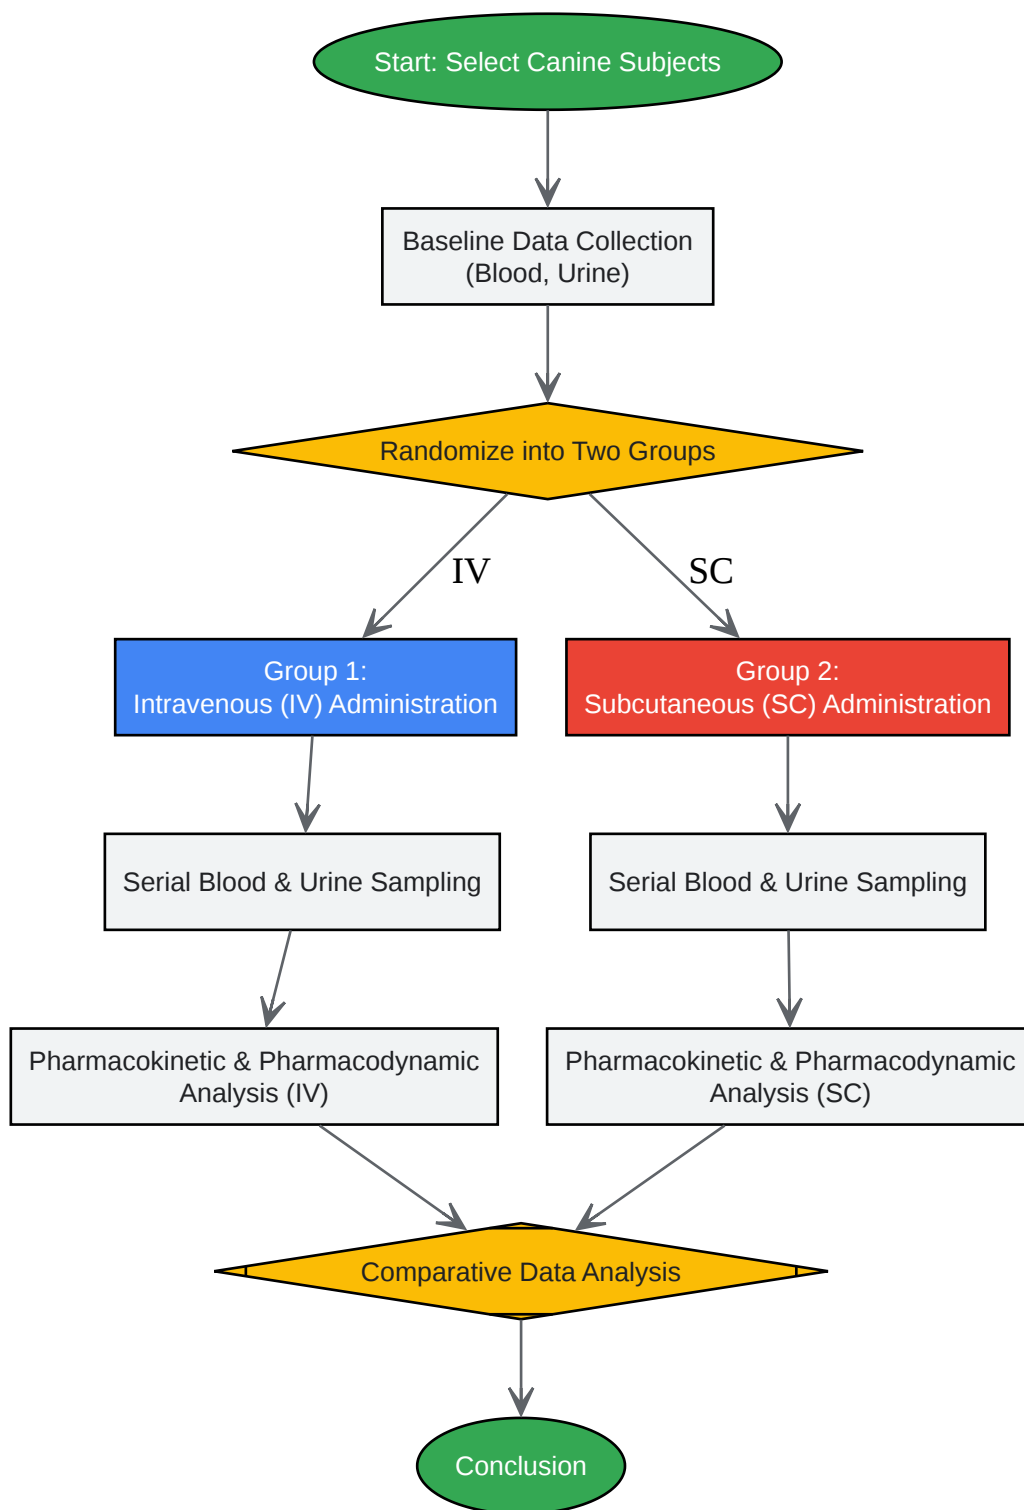 Start: Select Canine Subjects
Baseline Data Collection
(Blood, Urine)
Randomize into Two Groups
IV
SC
Group 1:
Intravenous (IV) Administration
Group 2:
Subcutaneous (SC) Administration
Serial Blood & Urine Sampling
Serial Blood & Urine Sampling
Pharmacokinetic & Pharmacodynamic
Analysis (IV)
Pharmacokinetic & Pharmacodynamic
Analysis (SC)
Comparative Data Analysis
Conclusion